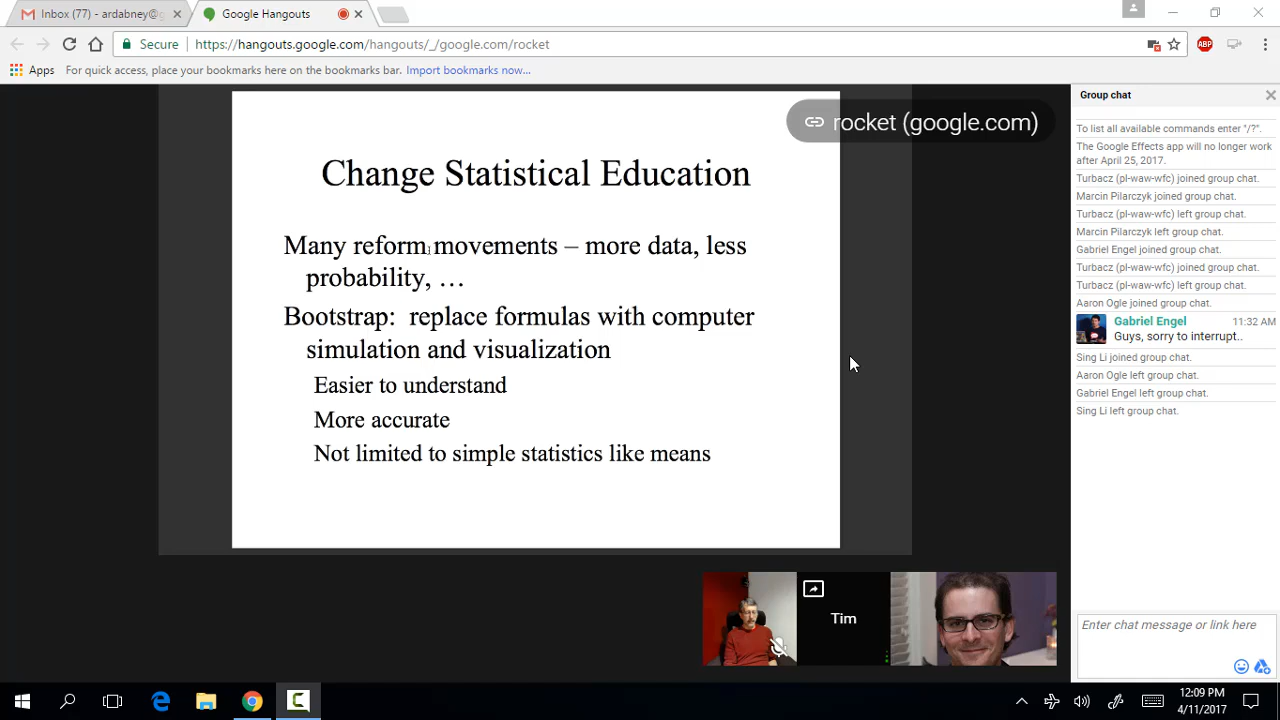 Inbox (77) - ardabney@g
Google Hangouts
Secure
https://hangouts.google.com/hangouts/_/google.com/rocket
ABP
Apps
For quick access, place your bookmarks here on the bookmarks bar. Import bookmarks now...
rocket (google.com)
Change Statistical Education
Many reform movements – more data, less
probability, …
Bootstrap: replace formulas with computer
simulation and visualization
Easier to understand
More accurate
Not limited to simple statistics like means
Tim
Group chat
To list all available commands enter "/?".
The Google Effects app will no longer work
after April 25, 2017.
Turbacz (pl-waw-wfc) joined group chat.
Marcin Pilarczyk joined group chat.
Turbacz (pl-waw-wfc) left group chat.
Marcin Pilarczyk left group chat.
Gabriel Engel joined group chat.
Turbacz (pl-waw-wfc) joined group chat.
Turbacz (pl-waw-wfc) left group chat.
Aaron Ogle joined group chat.
Gabriel Engel 11:32 AM
Guys, sorry to interrupt..
Sing Li joined group chat.
Aaron Ogle left group chat.
Gabriel Engel left group chat.
Sing Li left group chat.
Enter chat message or link here
12:09 PM
4/11/2017